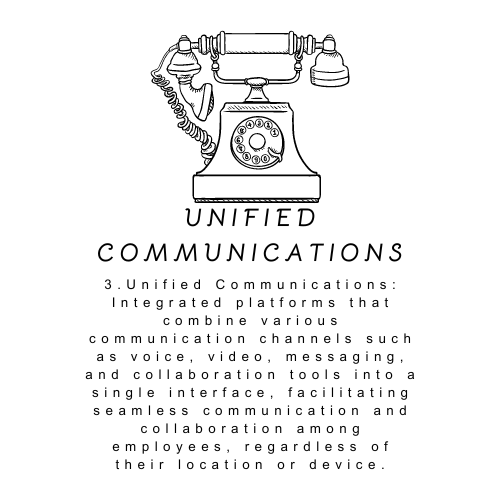 UNIFIED
COMMUNICATIONS
3.Unified Communications:
Integrated platforms that
combine various
communication channels such
as voice, video, messaging,
and collaboration tools into a
single interface, facilitating
seamless communication and
collaboration among
employees, regardless of
their location or device.